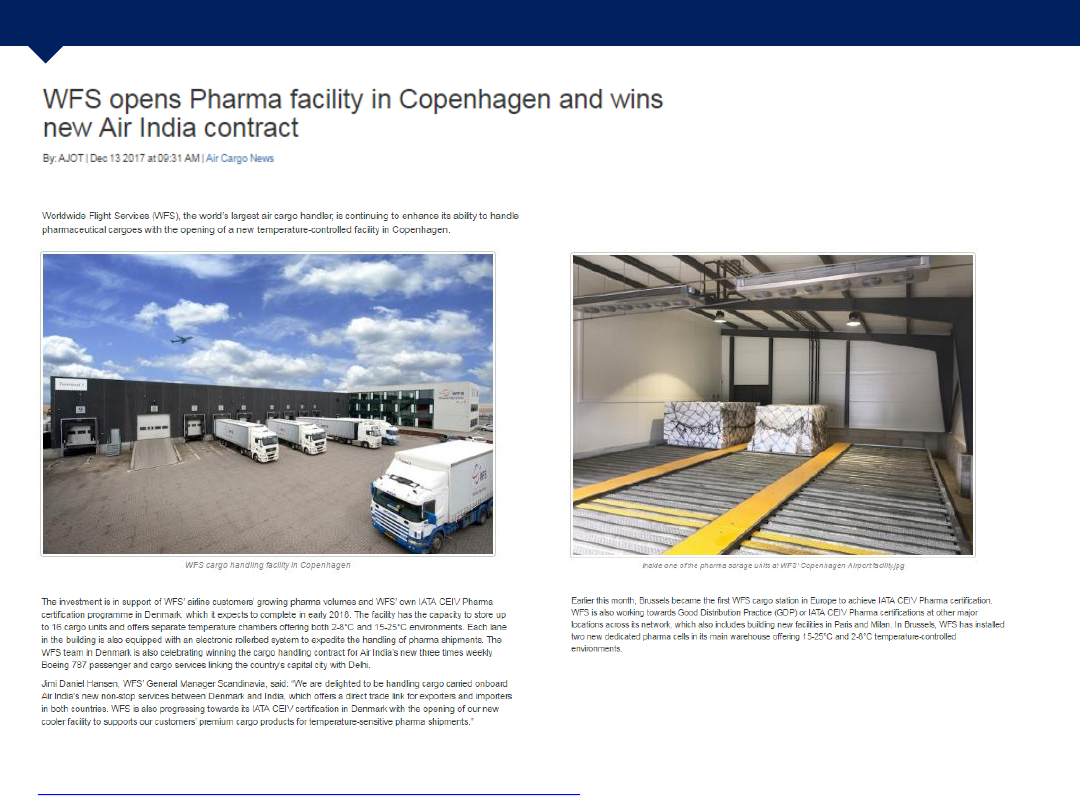 WFS opens Pharma facility in Copenhagen and wins
new Air India contract
By: AJOT | Dec 13 2017 at 09:31 AM | Air Cargo News
Worldwide Flight Services (WFS), the world's largest air cargo handler, is continuing to enhance its ability to handle
pharmaceutical cargoes with the opening of a new temperature-controlled facility in Copenhagen.
WFS
WFS
WFS cargo handling facility in Copenhagen
The investment is in support of WFS' airline customers' growing pharma volumes and WFS' own IATA CEIV Pharma
certification programme in Denmark, which it expects to complete in early 2018. The facility has the capacity to store up
to 16 cargo units and offers separate temperature chambers offering both 2-8°C and 15-25°C environments. Each lane
in the building is also equipped with an electronic rollerbed system to expedite the handling of pharma shipments. The
WFS team in Denmark is also celebrating winning the cargo handling contract for Air India's new three times weekly
Boeing 787 passenger and cargo services linking the country's capital city with Delhi.
Jimi Daniel Hansen, WFS' General Manager Scandinavia, said: "We are delighted to be handling cargo carried onboard
Air India's new non-stop services between Denmark and India, which offers a direct trade link for exporters and importers
in both countries. WFS is also progressing towards its IATA CEIV certification in Denmark with the opening of our new
cooler facility to supports our customers' premium cargo products for temperature-sensitive pharma shipments."
Inside one of the pharma sorage units at WFS' Copenhagen Airport facility.jpg
Earlier this month, Brussels became the first WFS cargo station in Europe to achieve IATA CEIV Pharma certification.
WFS is also working towards Good Distribution Practice (GDP) or IATA CEIV Pharma certifications at other major
locations across its network, which also includes building new facilities in Paris and Milan. In Brussels, WFS has installed
two new dedicated pharma cells in its main warehouse offering 15-25°C and 2-8°C temperature-controlled
environments.